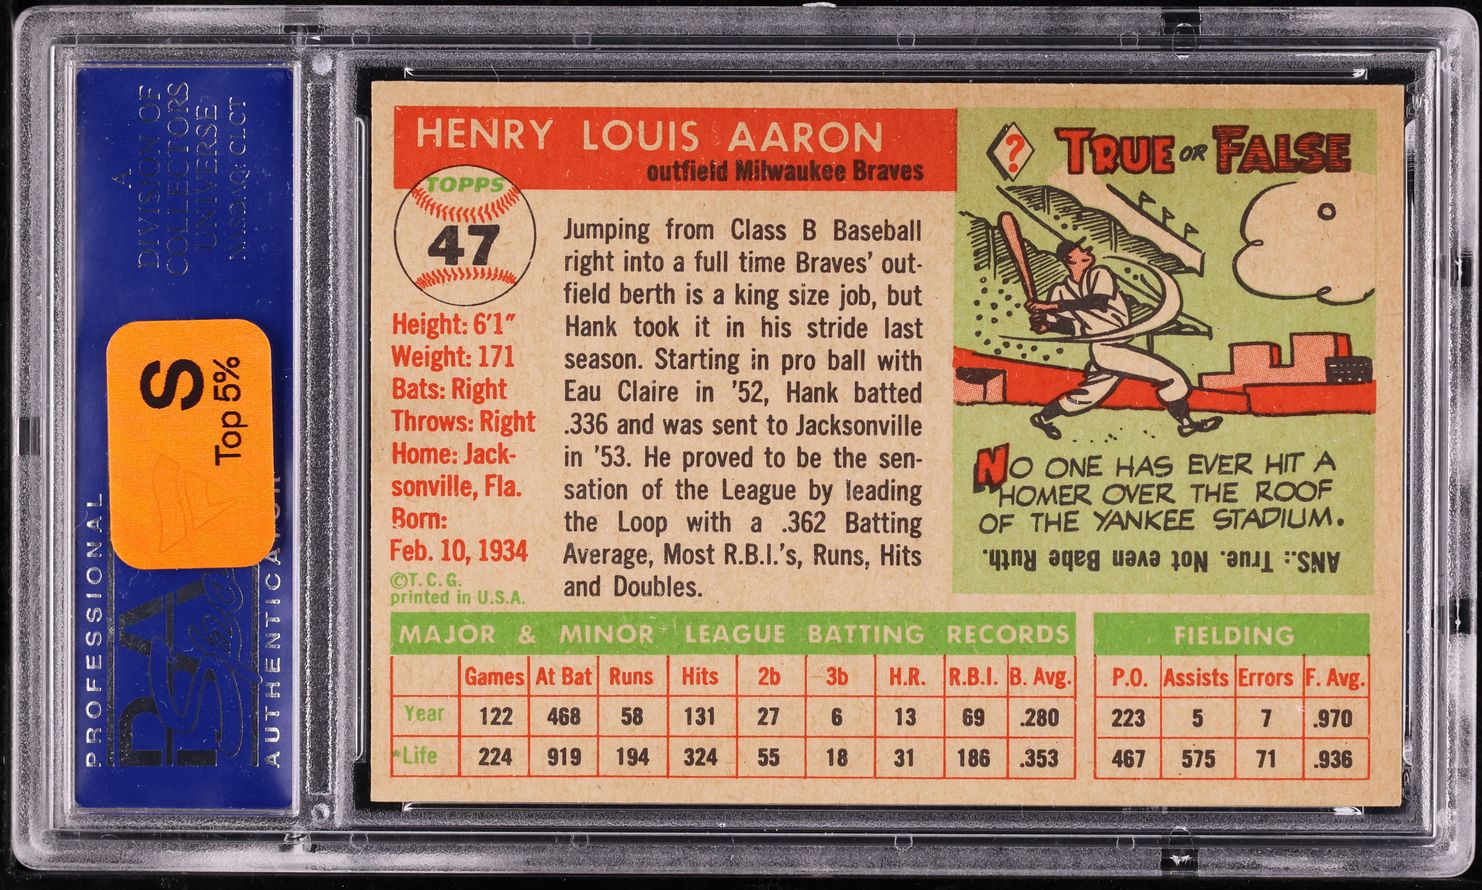 A
DIVISION OF
COLLECTORS
UNIVERSE
NASDAQ: CLCT
S
Top 5%
PROFESSIONAL
PSA
AUTHENTICA
HENRY LOUIS AARON
outfield Milwaukee Braves
TOPPS
47
Height: 6'1"
Weight: 171
Bats: Right
Throws: Right
Home: Jack-
sonville, Fla.
Born:
Feb. 10, 1934
©T. C. G.
printed in U.S.A.
Jumping from Class B Baseball
right into a full time Braves' out-
field berth is a king size job, but
Hank took it in his stride last
season. Starting in pro ball with
Eau Claire in '52, Hank batted
.336 and was sent to Jacksonville
in '53. He proved to be the sen-
sation of the League by leading
the Loop with a .362 Batting
Average, Most R.B.I.'s, Runs, Hits
and Doubles.
?
TRUE OR FALSE
NO ONE HAS EVER HIT A
HOMER OVER THE ROOF
OF THE YANKEE STADIUM.
ANS.: True. Not even Babe Ruth.
MAJOR & MINOR LEAGUE BATTING RECORDS
Games At Bat Runs Hits 2b 3b H.R. R.B.I. B. Avg.
Year 122 468 58 131 27 6 13 69 .280
*Life 224 919 194 324 55 18 31 186 .353
FIELDING
P.O. Assists Errors F. Avg.
223 5 7 .970
467 575 71 .936